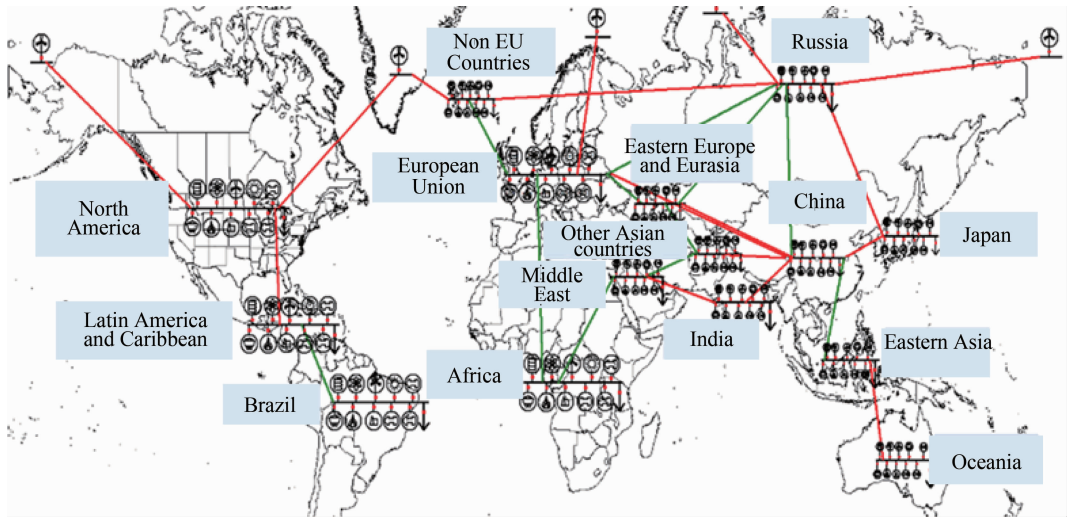 Non EU
Countries
Russia
European
Union
Eastern Europe
and Eurasia
North
America
China
Other Asian
countries
Japan
Middle
East
Latin America
and Caribbean
India
Eastern Asia
Africa
Brazil
Oceania